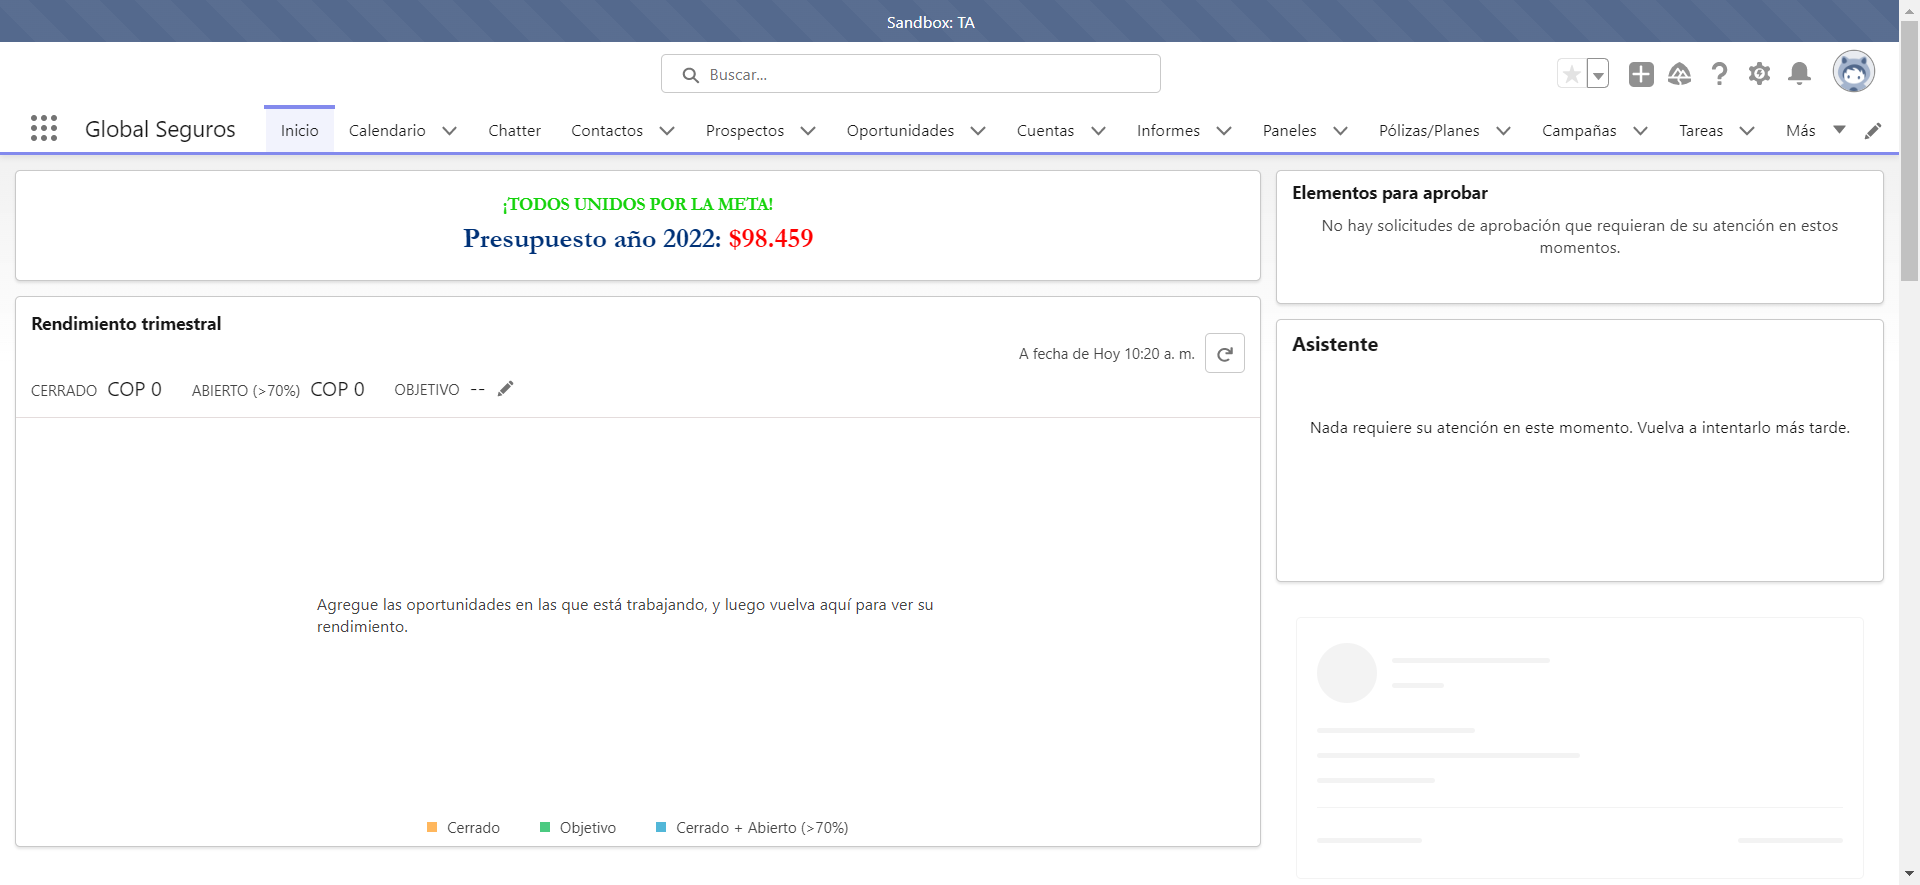 Sandbox: TA
Buscar...
Global Seguros
Inicio
Calendario
Chatter
Contactos
Prospectos
Oportunidades
Cuentas
Informes
Paneles
Pólizas/Planes
Campañas
Tareas
Más
¡TODOS UNIDOS POR LA META!
Presupuesto año 2022: $98.459
Rendimiento trimestral
A fecha de Hoy 10:20 a. m.
CERRADO COP 0 ABIERTO (>70%) COP 0 OBJETIVO --
Agregue las oportunidades en las que está trabajando, y luego vuelva aquí para ver su
rendimiento.
Cerrado
Objetivo
Cerrado + Abierto (>70%)
Elementos para aprobar
No hay solicitudes de aprobación que requieran de su atención en estos
momentos.
Asistente
Nada requiere su atención en este momento. Vuelva a intentarlo más tarde.